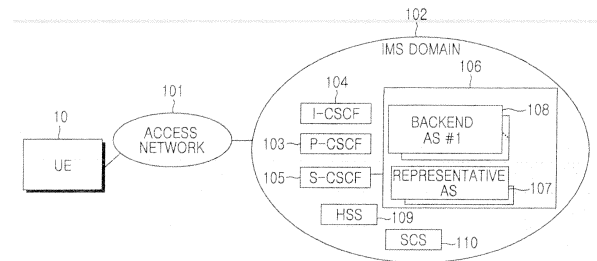 102
IMS DOMAIN
104
106
101
I-CSCF
108
10
ACCESS
NETWORK
BACKEND
AS #1
103
P-CSCF
UE
105
S-CSCF
REPRESENTATIVE
AS
107
HSS
109
SCS
110